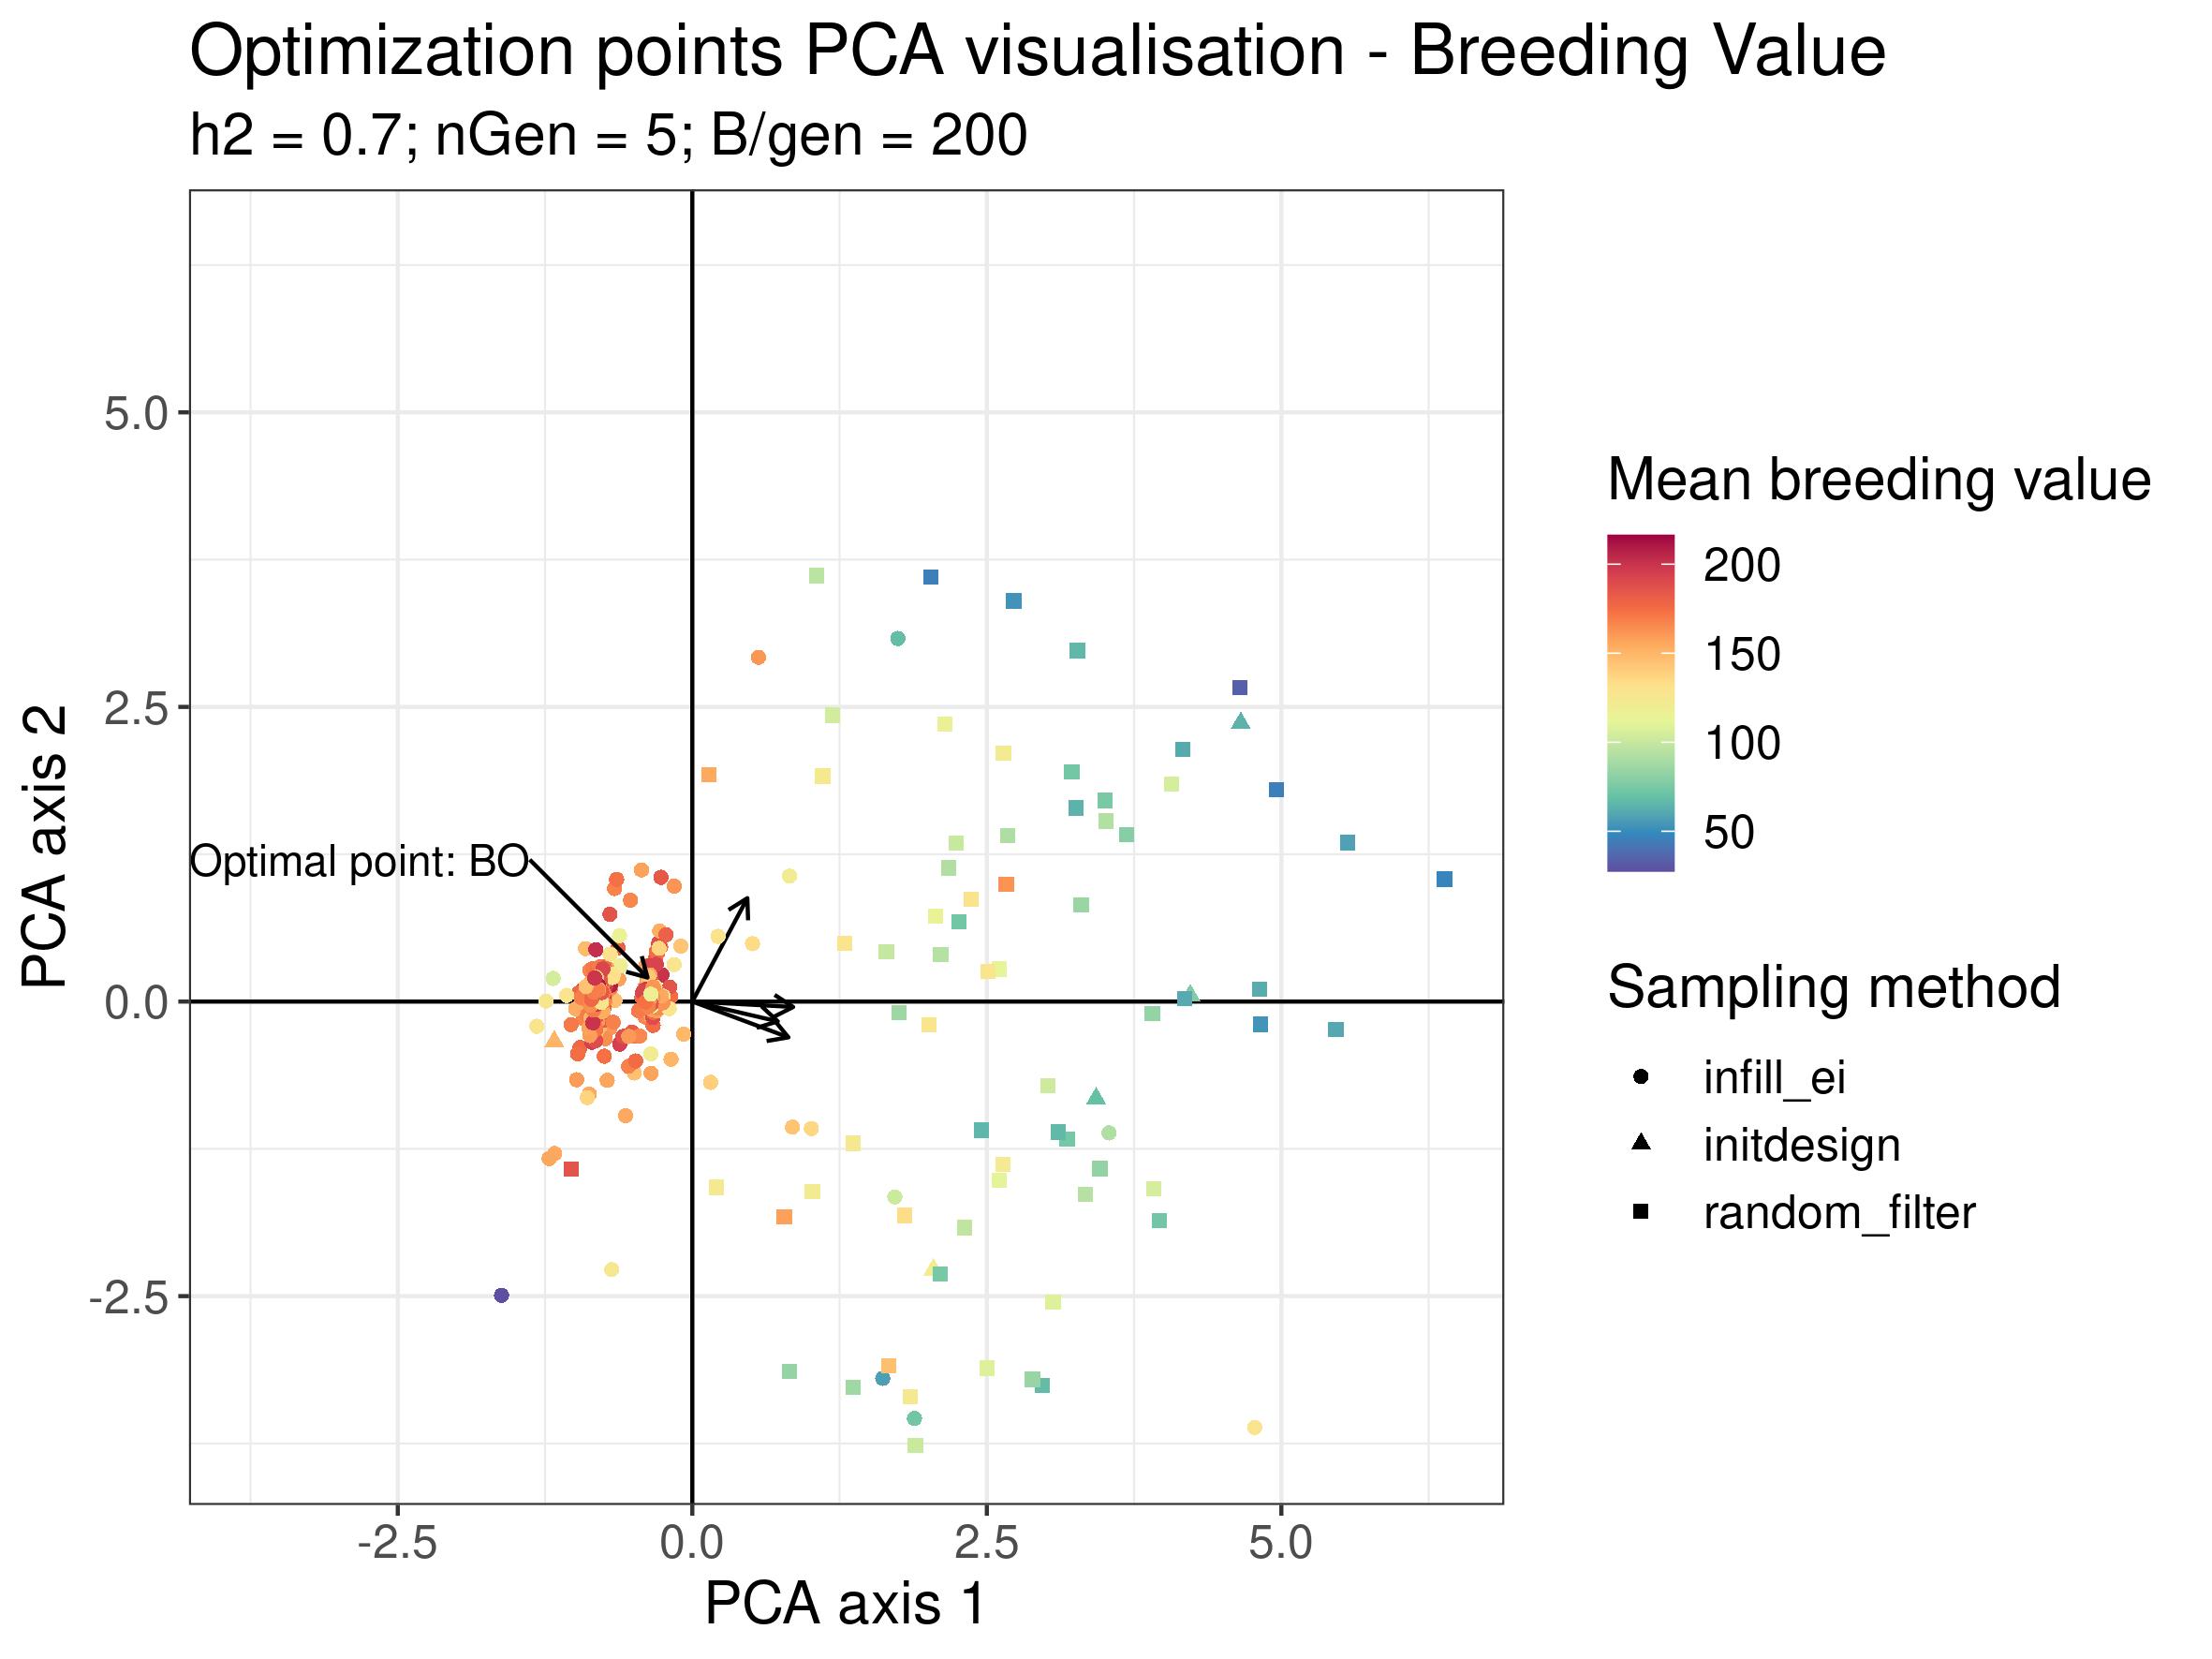 Optimization points PCA visualisation - Breeding Value
h2 = 0.7; nGen = 5; B/gen = 200
PCA axis 2
5.0
2.5
0.0
-2.5
Optimal point: BO
-2.5
0.0
2.5
5.0
PCA axis 1
Mean breeding value
200
150
100
50
Sampling method
infill_ei
initdesign
random_filter